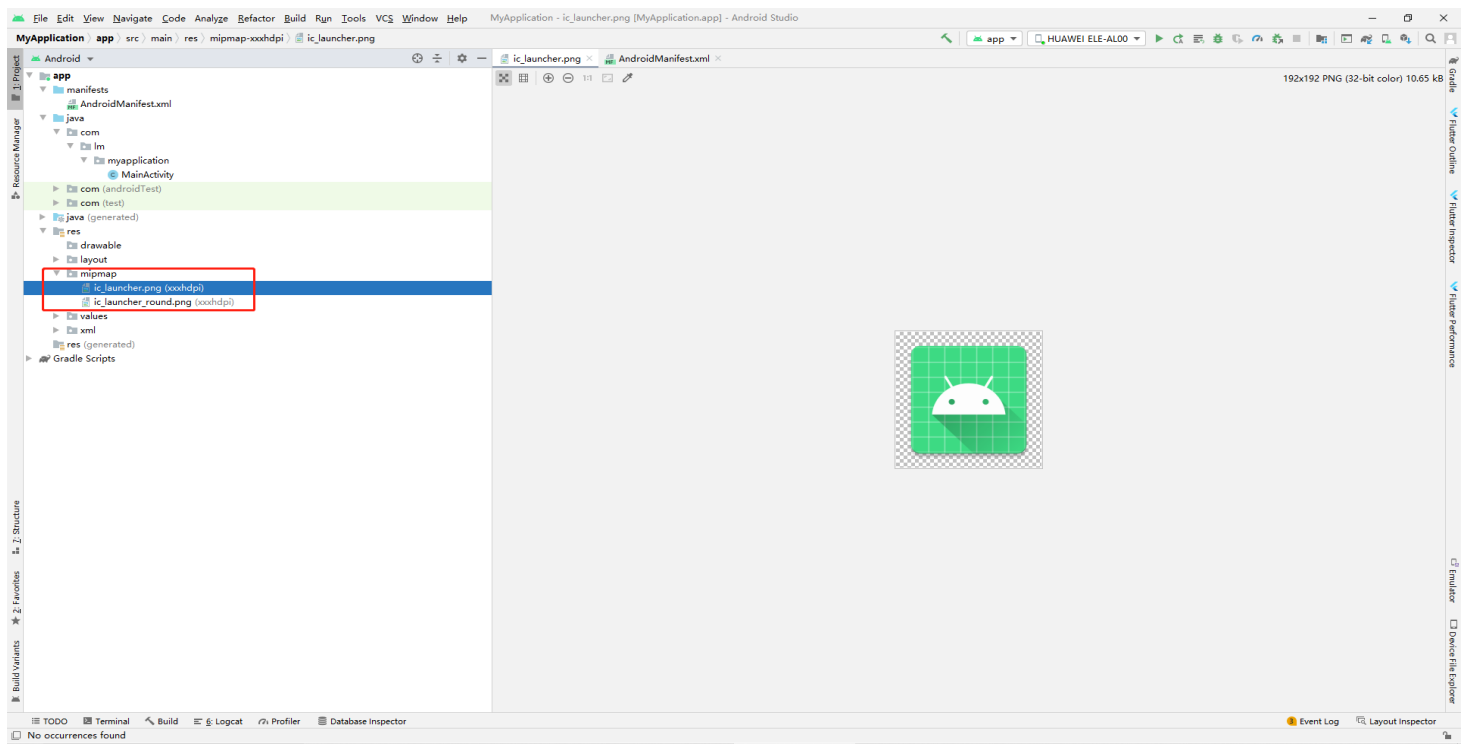 File Edit View Navigate Code Analyze Refactor Build Run Tools VCS Window Help MyApplication - ic_launcher.png [MyApplication.app] - Android Studio
MyApplication app src main res mipmap-xxxhdpi ic_launcher.png
app HUAWEI ELE-AL00
1: Project
Resource Manager
7: Structure
2: Favorites
Build Variants
Android
app
manifests
AndroidManifest.xml
java
com
lm
myapplication
MainActivity
com (androidTest)
com (test)
java (generated)
res
drawable
layout
mipmap
ic_launcher.png (xxxhdpi)
ic_launcher_round.png (xxxhdpi)
values
xml
res (generated)
Gradle Scripts
ic_launcher.png AndroidManifest.xml
1:1
192x192 PNG (32-bit color) 10.65 kB
Gradle
Flutter Outline
Flutter Inspector
Flutter Performance
Emulator
Device File Explorer
TODO Terminal Build 6: Logcat Profiler Database Inspector
3 Event Log Layout Inspector
No occurrences found